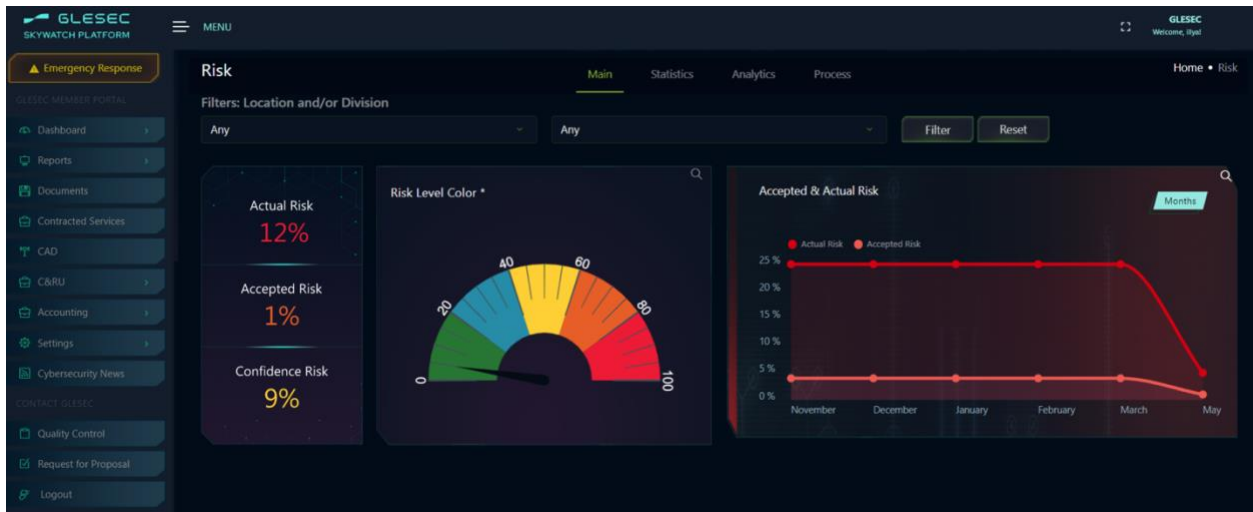 GLESEC
SKYWATCH PLATFORM
MENU
GLESEC
Welcome, Illya!
Emergency Response
GLESEC MEMBER PORTAL
Dashboard
Reports
Documents
Contracted Services
CAD
C&RU
Accounting
Settings
Cybersecurity News
CONTACT GLESEC
Quality Control
Request for Proposal
Logout
Risk
Main Statistics Analytics Process
Home • Risk
Filters: Location and/or Division
Any Any Filter Reset
Actual Risk
12%
Accepted Risk
1%
Confidence Risk
9%
Risk Level Color *
0 20 40 60 80 100
Accepted & Actual Risk
Months
Actual Risk Accepted Risk
25 %
20 %
15 %
10 %
5 %
0 %
November December January February March May